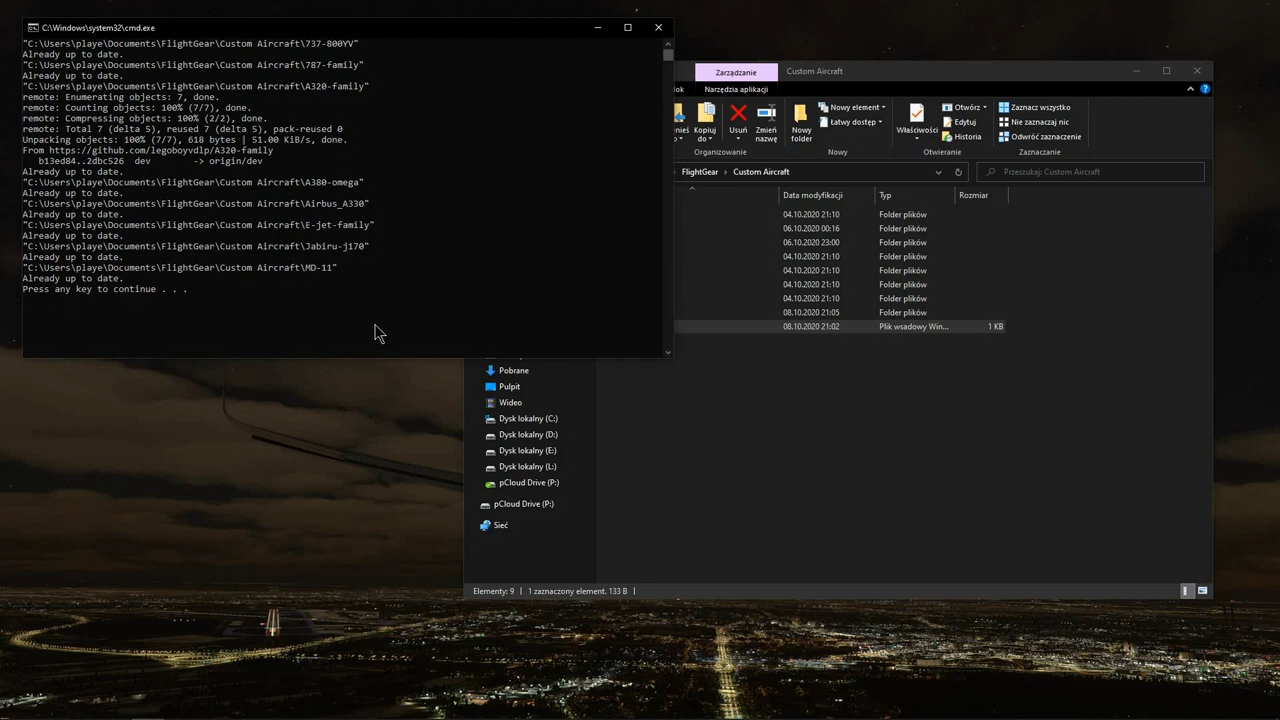 C:\Windows\system32\cmd.exe
"C:\Users\playe\Documents\FlightGear\Custom Aircraft\737-800YV"
Already up to date.
"C:\Users\playe\Documents\FlightGear\Custom Aircraft\787-family"
Already up to date.
"C:\Users\playe\Documents\FlightGear\Custom Aircraft\A320-family"
remote: Enumerating objects: 7, done.
remote: Counting objects: 100% (7/7), done.
remote: Compressing objects: 100% (2/2), done.
remote: Total 7 (delta 5), reused 7 (delta 5), pack-reused 0
Unpacking objects: 100% (7/7), 618 bytes | 51.00 KiB/s, done.
From https://github.com/legoboyvdlp/A320-family
b13ed84..2dbc526 dev -> origin/dev
Already up to date.
"C:\Users\playe\Documents\FlightGear\Custom Aircraft\A380-omega"
Already up to date.
"C:\Users\playe\Documents\FlightGear\Custom Aircraft\Airbus_A330"
Already up to date.
"C:\Users\playe\Documents\FlightGear\Custom Aircraft\E-jet-family"
Already up to date.
"C:\Users\playe\Documents\FlightGear\Custom Aircraft\Jabiru-j170"
Already up to date.
"C:\Users\playe\Documents\FlightGear\Custom Aircraft\MD-11"
Already up to date.
Press any key to continue . . .
Zarządzanie
Custom Aircraft
Narzędzia aplikacji
Kopiuj do
Usuń
Zmień nazwę
Organizowanie
Nowy folder
Nowy element
Łatwy dostęp
Nowy
Właściwości
Otwórz
Edytuj
Historia
Otwieranie
Zaznacz wszystko
Nie zaznaczaj nic
Odwróć zaznaczenie
Zaznaczanie
FlightGear > Custom Aircraft
Przeszukaj: Custom Aircraft
Data modyfikacji Typ Rozmiar
04.10.2020 21:10 Folder plików
06.10.2020 00:16 Folder plików
06.10.2020 23:00 Folder plików
04.10.2020 21:10 Folder plików
04.10.2020 21:10 Folder plików
04.10.2020 21:10 Folder plików
04.10.2020 21:10 Folder plików
08.10.2020 21:05 Folder plików
08.10.2020 21:02 Plik wsadowy Win... 1 KB
Pobrane
Pulpit
Wideo
Dysk lokalny (C:)
Dysk lokalny (D:)
Dysk lokalny (E:)
Dysk lokalny (L:)
pCloud Drive (P:)
pCloud Drive (P:)
Sieć
Elementy: 9 | 1 zaznaczony element. 133 B |